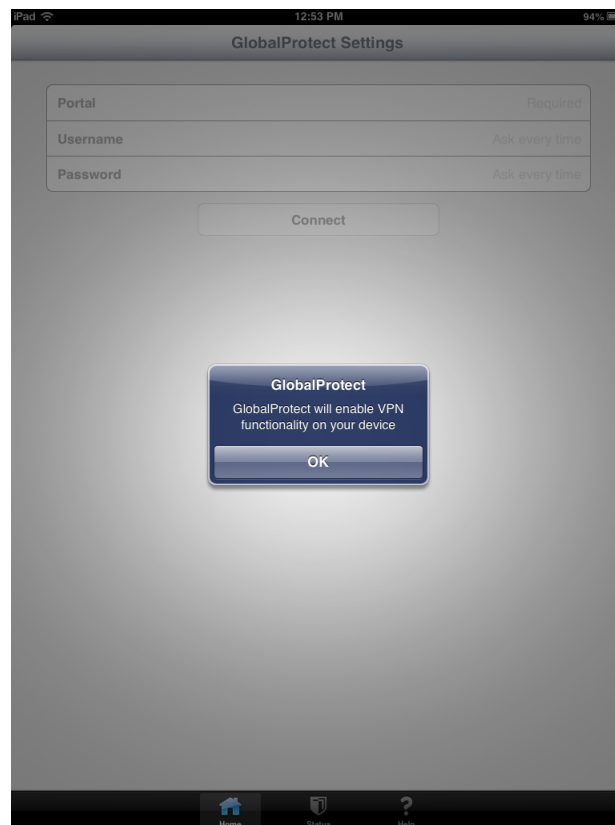 iPad 12:53 PM 94%
GlobalProtect Settings
Portal Required
Username Ask every time
Password Ask every time
Connect
GlobalProtect
GlobalProtect will enable VPN
functionality on your device
OK
Home Status Help